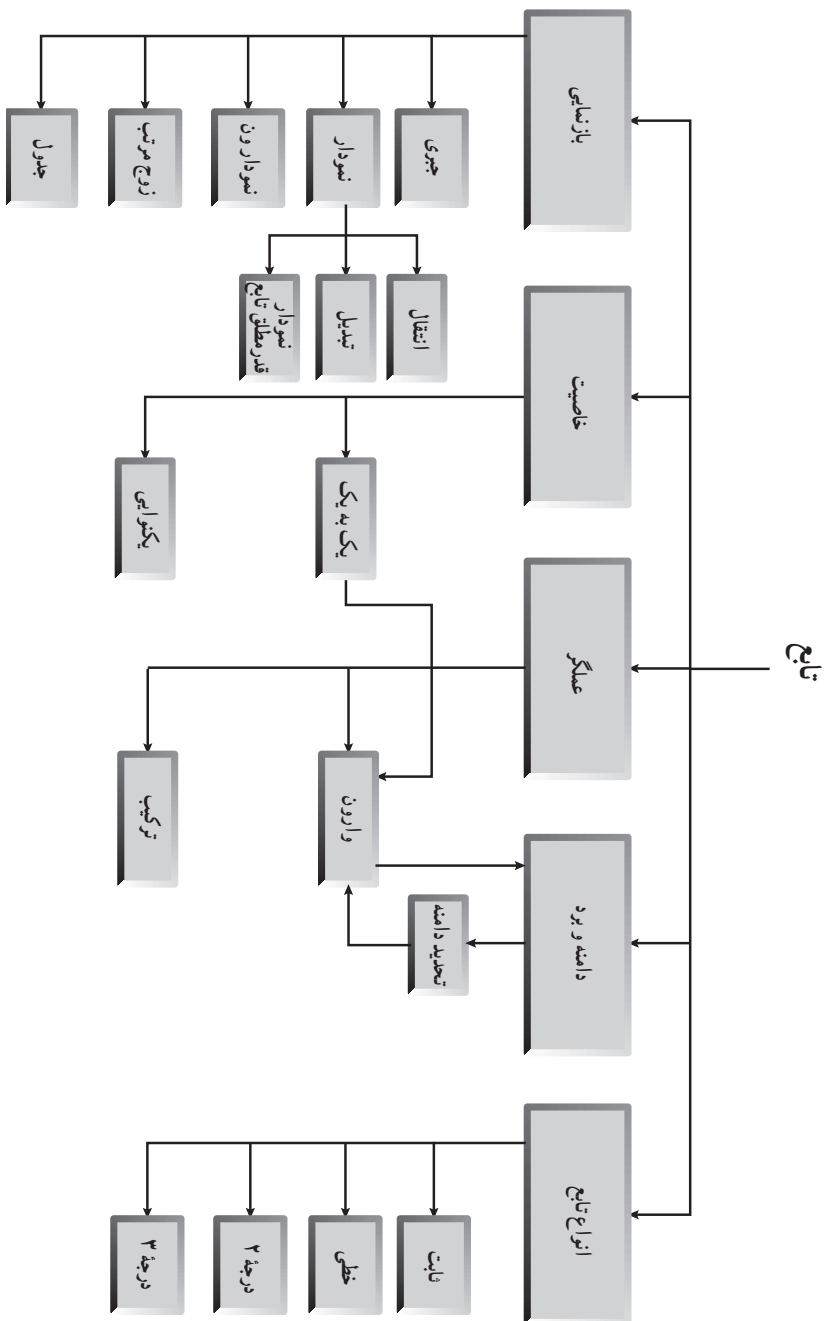 تابع
بازنمایی
خاصیت
عملگر
دامنه و برد
انواع تابع
جبری
نمودار
نمودار ون
زوج مرتب
جدول
انتقال
تبدیل
نمودار
قدرمطلق تابع
یک به یک
یکنوایی
وارون
ترکیب
تحدید دامنه
ثابت
خطی
درجهٔ ۲
درجهٔ ۳